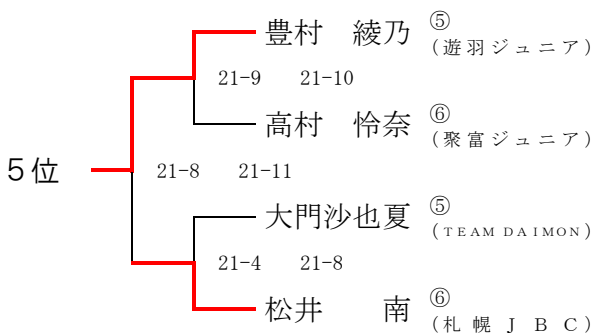 豊村　綾乃 ⑤
(遊羽ジュニア)
21-9 21-10
高村　怜奈 ⑥
(聚富ジュニア)
5位 21-8 21-11
大門沙也夏 ⑤
(TEAM DAIMON)
21-4 21-8
松井　　南 ⑥
(札幌ＪＢＣ)